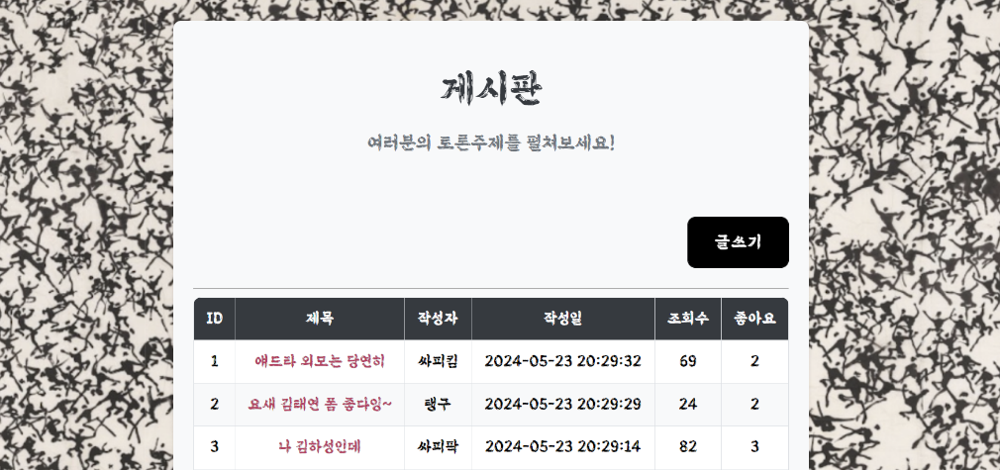 게시판
여러분의 토론주제를 펼쳐보세요!
글쓰기
ID 제목 작성자 작성일 조회수 좋아요
1 애드타 외모는 당연히 싸피킴 2024-05-23 20:29:32 69 2
2 요새 김태연 폼 좋다잉~ 탱구 2024-05-23 20:29:29 24 2
3 나 김하성인데 싸피팍 2024-05-23 20:29:14 82 3